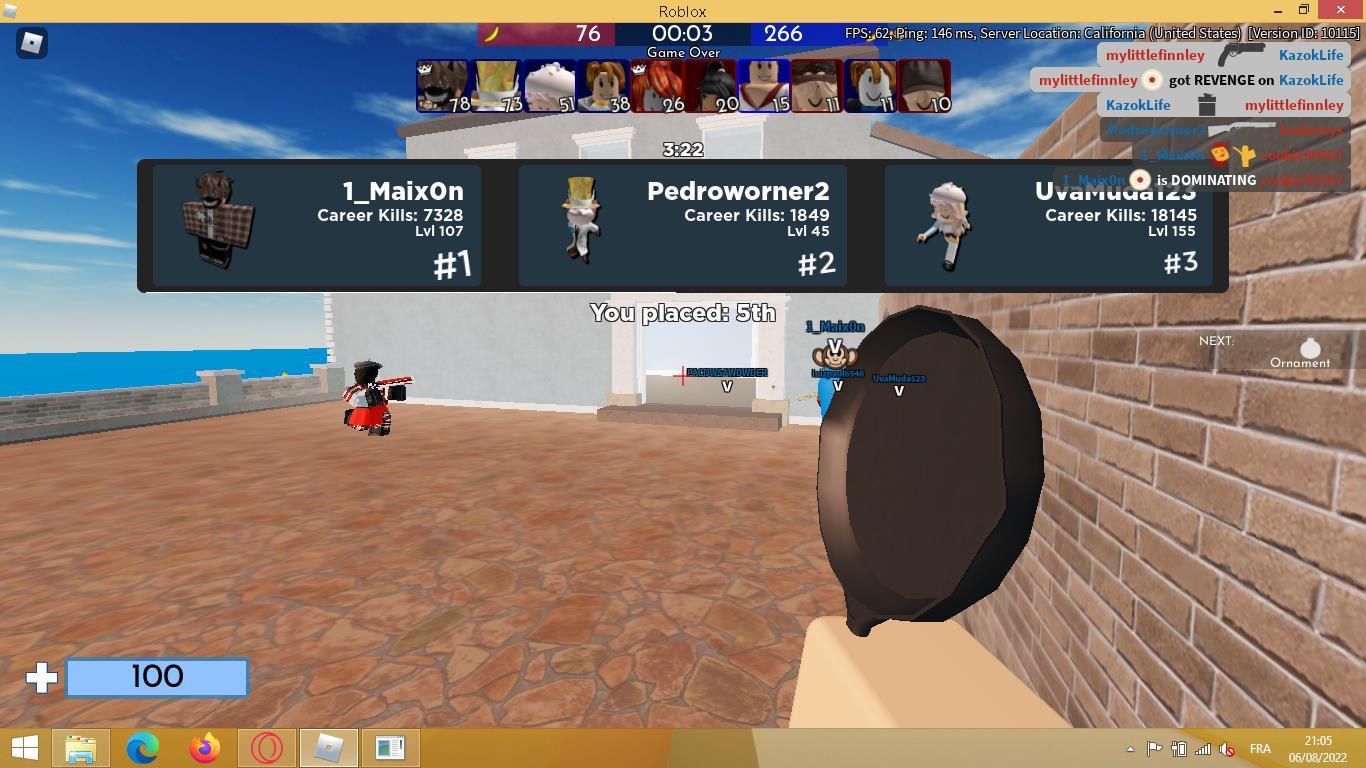 Roblox
76 00:03 266
Game Over
FPS: 62, Ping: 146 ms, Server Location: California (United States) [Version ID: 10115]
mylittlefinnley KazokLife
mylittlefinnley got REVENGE on KazokLife
KazokLife mylittlefinnley
Pedroworner2
1_Maix0n
1_Maix0n is DOMINATING
78 73 51 38 26 20 15 11 11 10
3:22
1_Maix0n
Career Kills: 7328
Lvl 107
#1
Pedroworner2
Career Kills: 1849
Lvl 45
#2
UvaMuda123
Career Kills: 18145
Lvl 155
#3
You placed: 5th
1_Maix0n
V
V
UvaMuda123
V
V
NEXT:
Ornament
100
FRA
21:05
06/08/2022